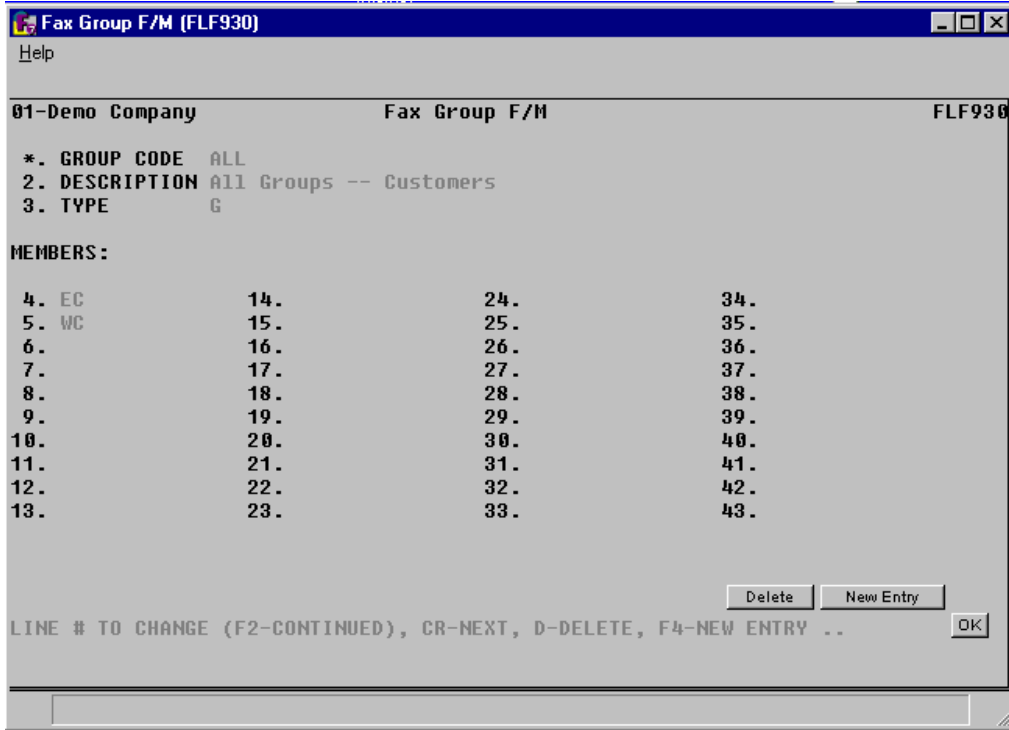 Fax Group F/M (FLF930)
Help
01-Demo Company Fax Group F/M FLF930
*. GROUP CODE ALL
2. DESCRIPTION All Groups -- Customers
3. TYPE G
MEMBERS:
4. EC 14. 24. 34.
5. WC 15. 25. 35.
6. 16. 26. 36.
7. 17. 27. 37.
8. 18. 28. 38.
9. 19. 29. 39.
10. 20. 30. 40.
11. 21. 31. 41.
12. 22. 32. 42.
13. 23. 33. 43.
Delete New Entry
LINE # TO CHANGE (F2-CONTINUED), CR-NEXT, D-DELETE, F4-NEW ENTRY .. OK